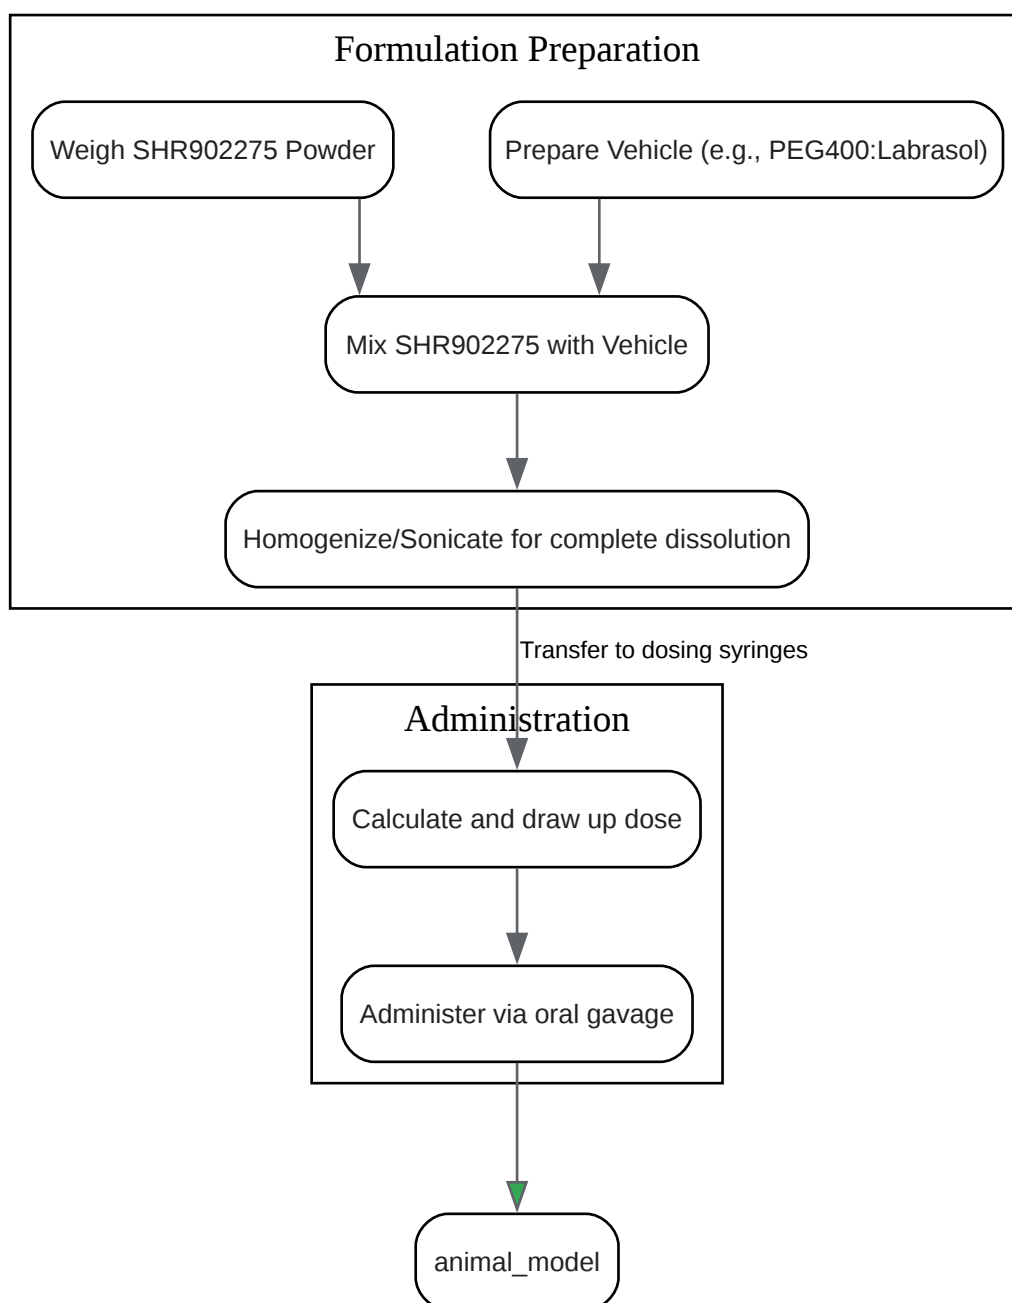 Formulation Preparation
Weigh SHR902275 Powder
Prepare Vehicle (e.g., PEG400:Labrasol)
Mix SHR902275 with Vehicle
Homogenize/Sonicate for complete dissolution
Transfer to dosing syringes
Administration
Calculate and draw up dose
Administer via oral gavage
animal_model